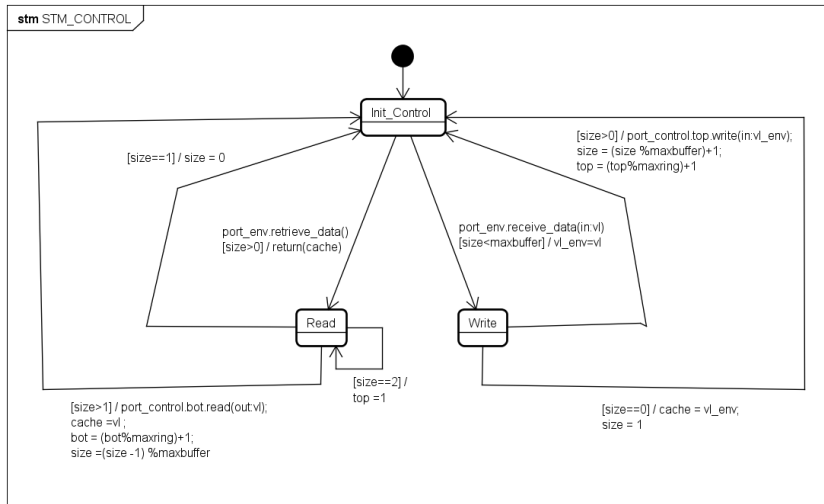 stm STM_CONTROL
Init_Control
[size==1] / size = 0
[size>0] / port_control.top.write(in:vl_env);
size = (size %maxbuffer)+1;
top = (top%maxring)+1
port_env.retrieve_data()
[size>0] / return(cache)
port_env.receive_data(in:vl)
[size<maxbuffer] / vl_env=vl
Read
Write
[size==2] /
top =1
[size>1] / port_control.bot.read(out:vl);
cache =vl ;
bot = (bot%maxring)+1;
size =(size -1) %maxbuffer
[size==0] / cache = vl_env;
size = 1